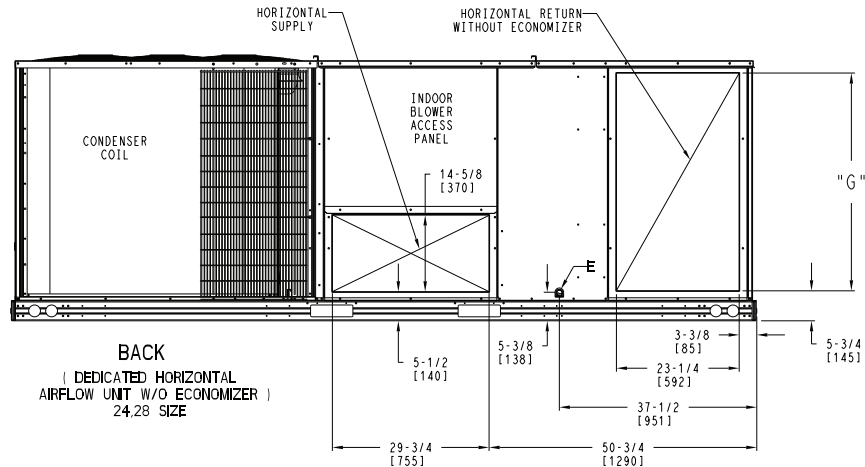 HORIZONTAL
SUPPLY
HORIZONTAL RETURN
WITHOUT ECONOMIZER
CONDENSER
COIL
INDOOR
BLOWER
ACCESS
PANEL
14-5/8
[370]
"G"
E
BACK
( DEDICATED HORIZONTAL
AIRFLOW UNIT W/O ECONOMIZER )
24,28 SIZE
5-1/2
[140]
5-3/8
[138]
3-3/8
[85]
5-3/4
[145]
23-1/4
[592]
37-1/2
[951]
29-3/4
[755]
50-3/4
[1290]